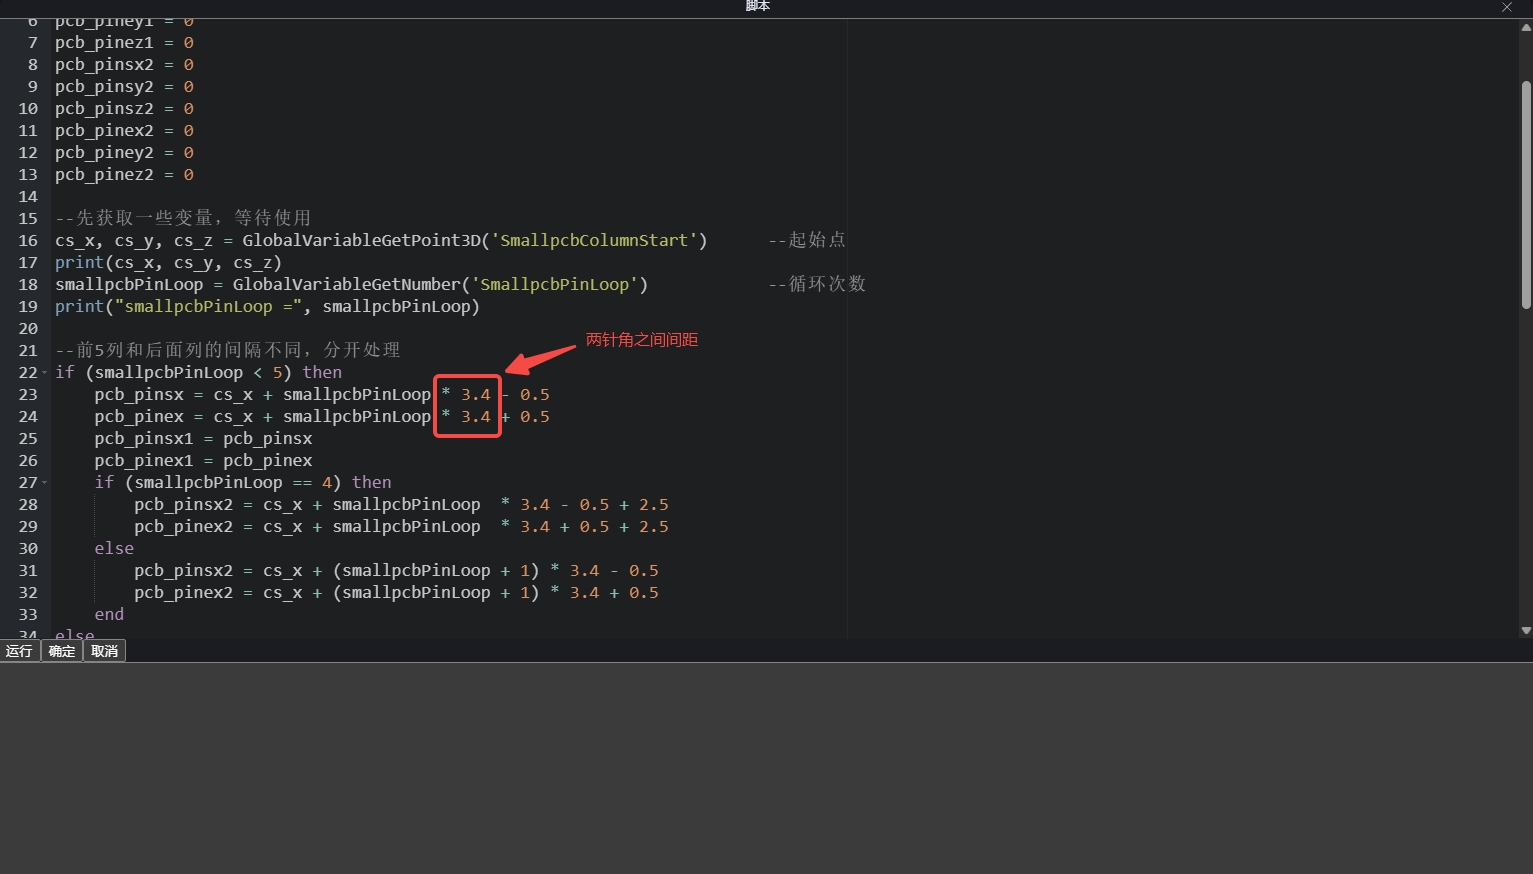 脚本
6 pcb_piney1 = 0
7 pcb_pinez1 = 0
8 pcb_pinsx2 = 0
9 pcb_pinsy2 = 0
10 pcb_pinsz2 = 0
11 pcb_pinex2 = 0
12 pcb_piney2 = 0
13 pcb_pinez2 = 0
14
15 --先获取一些变量，等待使用
16 cs_x, cs_y, cs_z = GlobalVariableGetPoint3D('SmallpcbColumnStart')      --起始点
17 print(cs_x, cs_y, cs_z)
18 smallpcbPinLoop = GlobalVariableGetNumber('SmallpcbPinLoop')            --循环次数
19 print("smallpcbPinLoop =", smallpcbPinLoop)
20
两针角之间间距
21 --前5列和后面列的间隔不同，分开处理
22 if (smallpcbPinLoop < 5) then
23     pcb_pinsx = cs_x + smallpcbPinLoop * 3.4 - 0.5
24     pcb_pinex = cs_x + smallpcbPinLoop * 3.4 + 0.5
25     pcb_pinsx1 = pcb_pinsx
26     pcb_pinex1 = pcb_pinex
27     if (smallpcbPinLoop == 4) then
28         pcb_pinsx2 = cs_x + smallpcbPinLoop  * 3.4 - 0.5 + 2.5
29         pcb_pinex2 = cs_x + smallpcbPinLoop  * 3.4 + 0.5 + 2.5
30     else
31         pcb_pinsx2 = cs_x + (smallpcbPinLoop + 1) * 3.4 - 0.5
32         pcb_pinex2 = cs_x + (smallpcbPinLoop + 1) * 3.4 + 0.5
33     end
34 else
运行 确定 取消